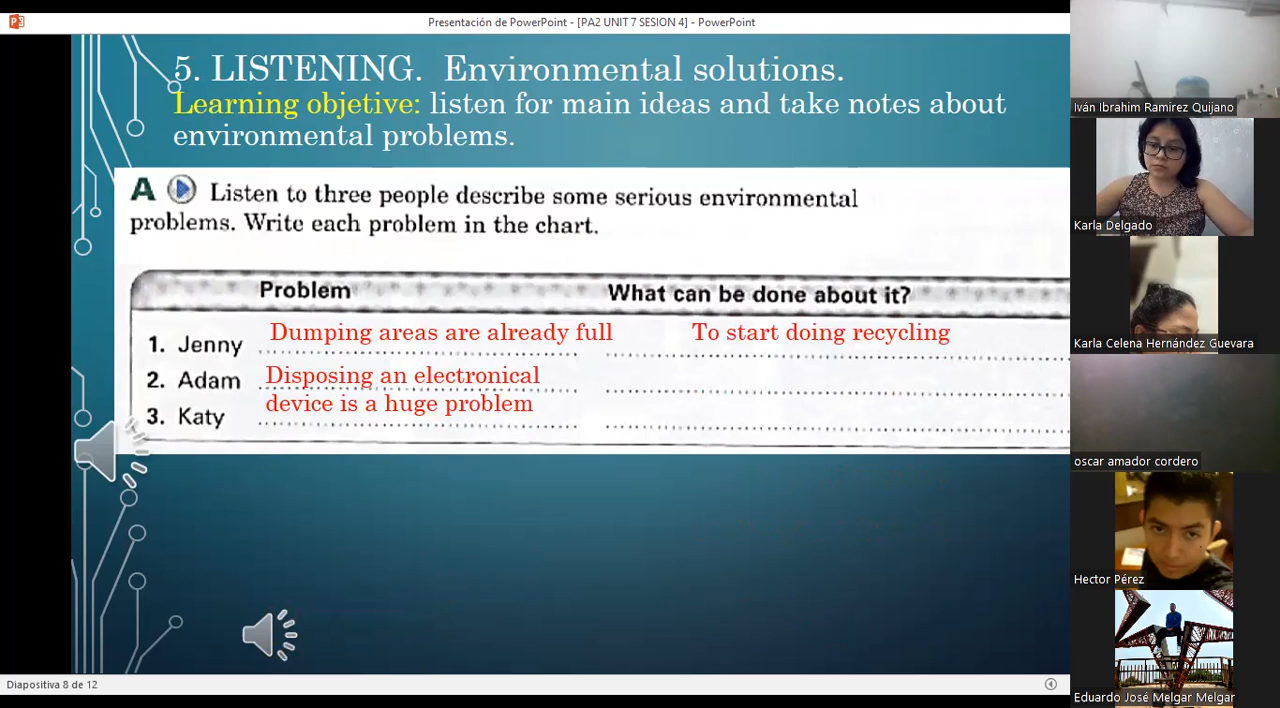 Presentación de PowerPoint - [PA2 UNIT 7 SESION 4] - PowerPoint
5. LISTENING. Environmental solutions.
Learning objetive: listen for main ideas and take notes about
environmental problems.
A Listen to three people describe some serious environmental
problems. Write each problem in the chart.
Problem What can be done about it?
1. Jenny Dumping areas are already full To start doing recycling
2. Adam Disposing an electronical
device is a huge problem
3. Katy
Diapositiva 8 de 12
Iván Ibrahim Ramirez Quijano
Karla Delgado
Karla Celena Hernández Guevara
oscar amador cordero
Hector Pérez
Eduardo José Melgar Melgar